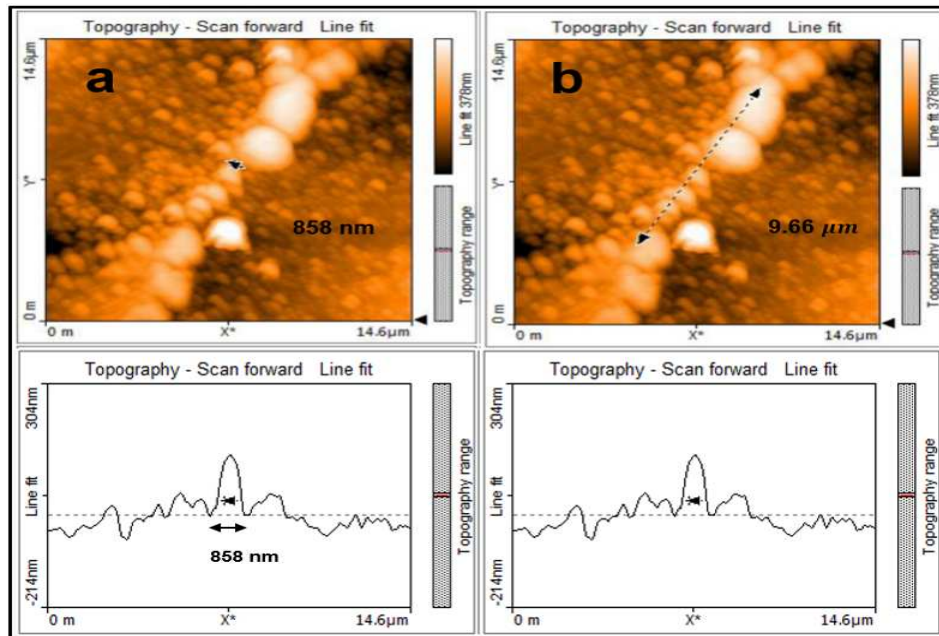 Topography - Scan forward Line fit
14.6µm
Y*
0 m
a
858 nm
0 m
X*
14.6µm
Line fit 378nm
Topography range
Topography - Scan forward Line fit
14.6µm
Y*
0 m
b
9.66 µm
0 m
X*
14.6µm
Line fit 378nm
Topography range
Topography - Scan forward Line fit
304nm
Line fit
-214nm
858 nm
0 m
X*
14.6µm
Topography range
Topography - Scan forward Line fit
304nm
Line fit
-214nm
0 m
X*
14.6µm
Topography range